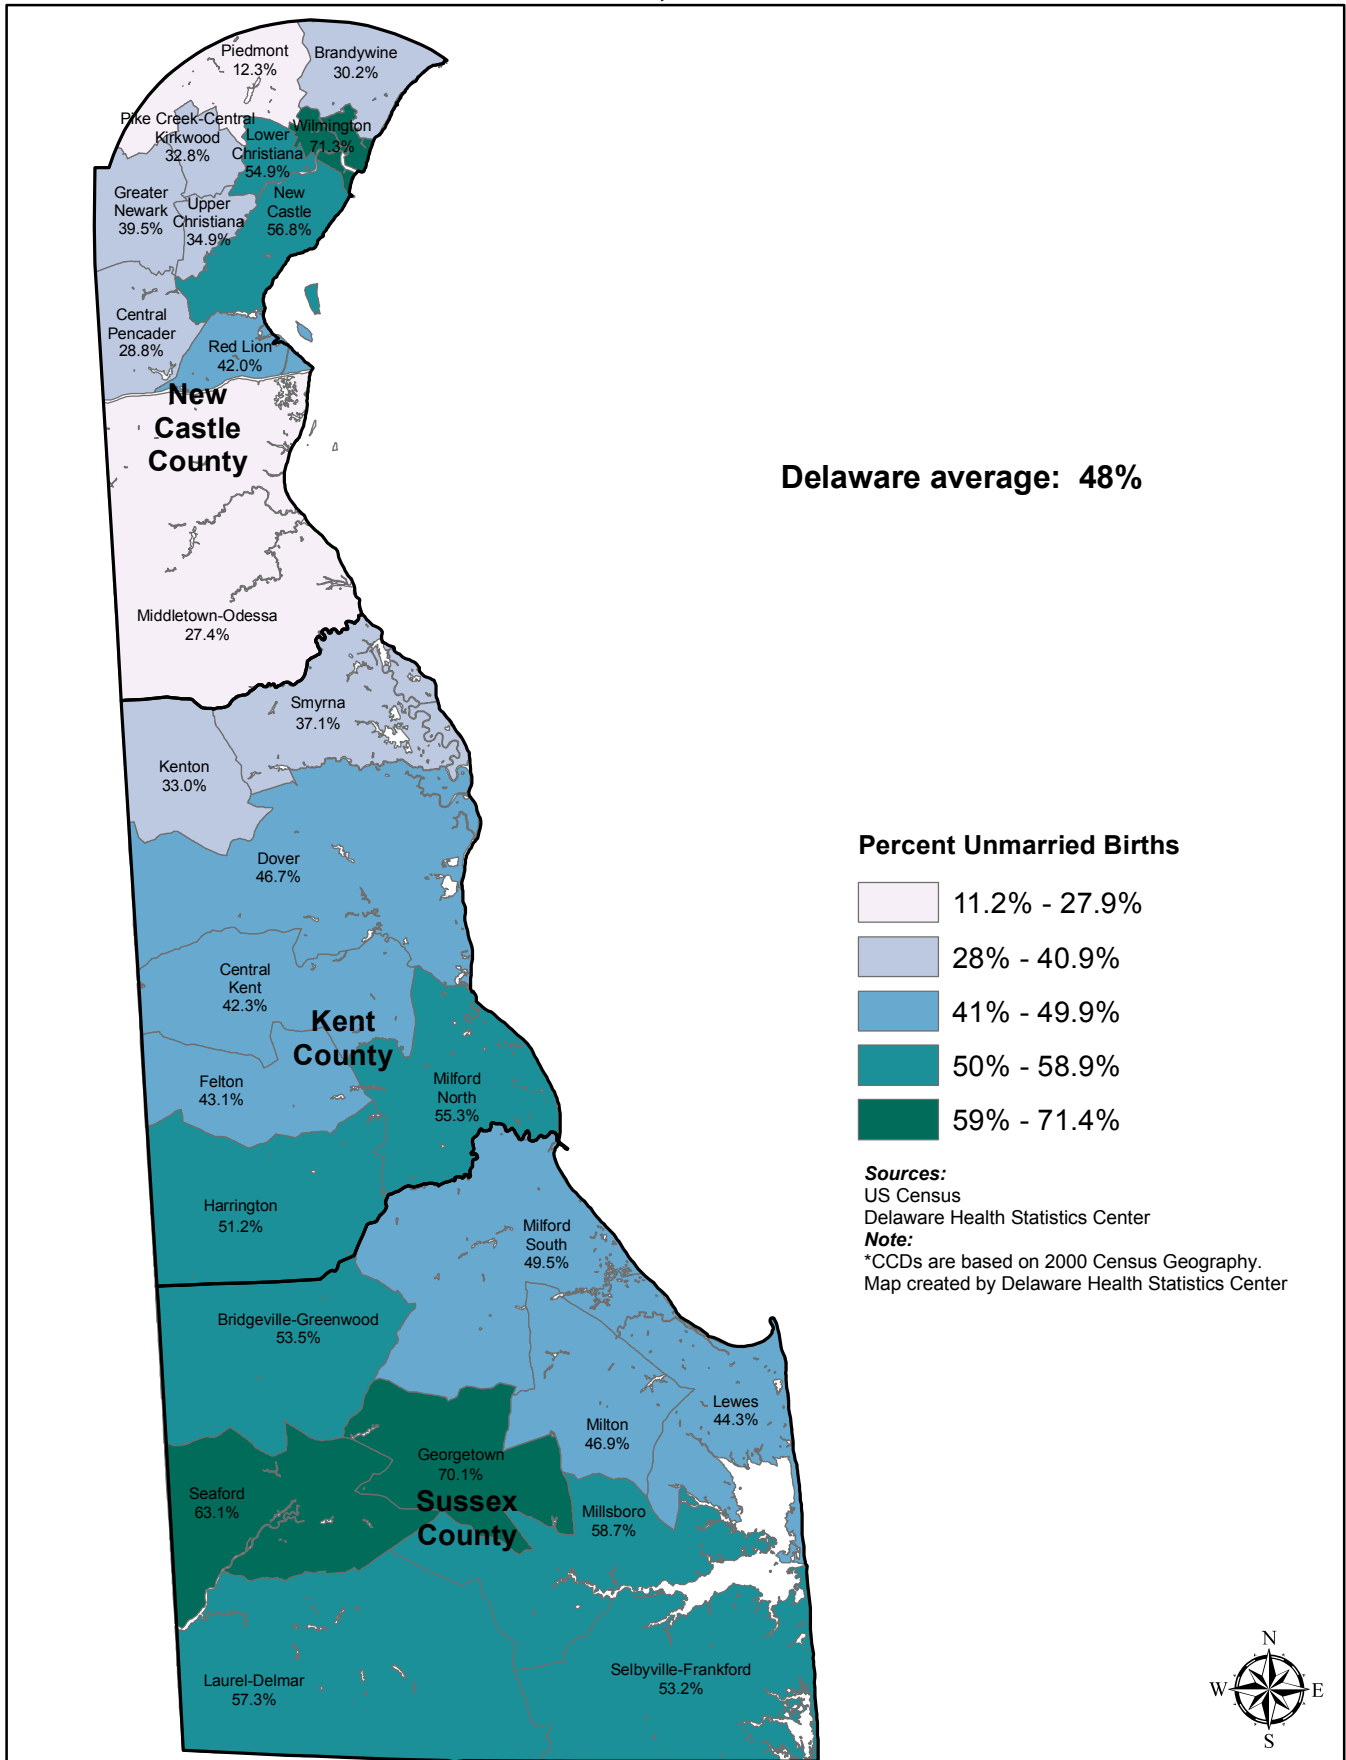 Piedmont
12.3%
Brandywine
30.2%
Pike Creek-Central
Kirkwood
32.8%
Lower
Christiana
54.9%
Wilmington
71.3%
Greater
Newark
39.5%
Upper
Christiana
34.9%
New
Castle
56.8%
Central
Pencader
28.8%
Red Lion
42.0%
New
Castle
County
Delaware average: 48%
Middletown-Odessa
27.4%
Smyrna
37.1%
Kenton
33.0%
Dover
46.7%
Central
Kent
42.3%
Kent
County
Felton
43.1%
Milford
North
55.3%
Harrington
51.2%
Milford
South
49.5%
Bridgeville-Greenwood
53.5%
Lewes
44.3%
Milton
46.9%
Georgetown
70.1%
Seaford
63.1%
Sussex
County
Millsboro
58.7%
Laurel-Delmar
57.3%
Selbyville-Frankford
53.2%
Percent Unmarried Births
11.2% - 27.9%
28% - 40.9%
41% - 49.9%
50% - 58.9%
59% - 71.4%
Sources:
US Census
Delaware Health Statistics Center
Note:
*CCDs are based on 2000 Census Geography.
Map created by Delaware Health Statistics Center
N
W E
S